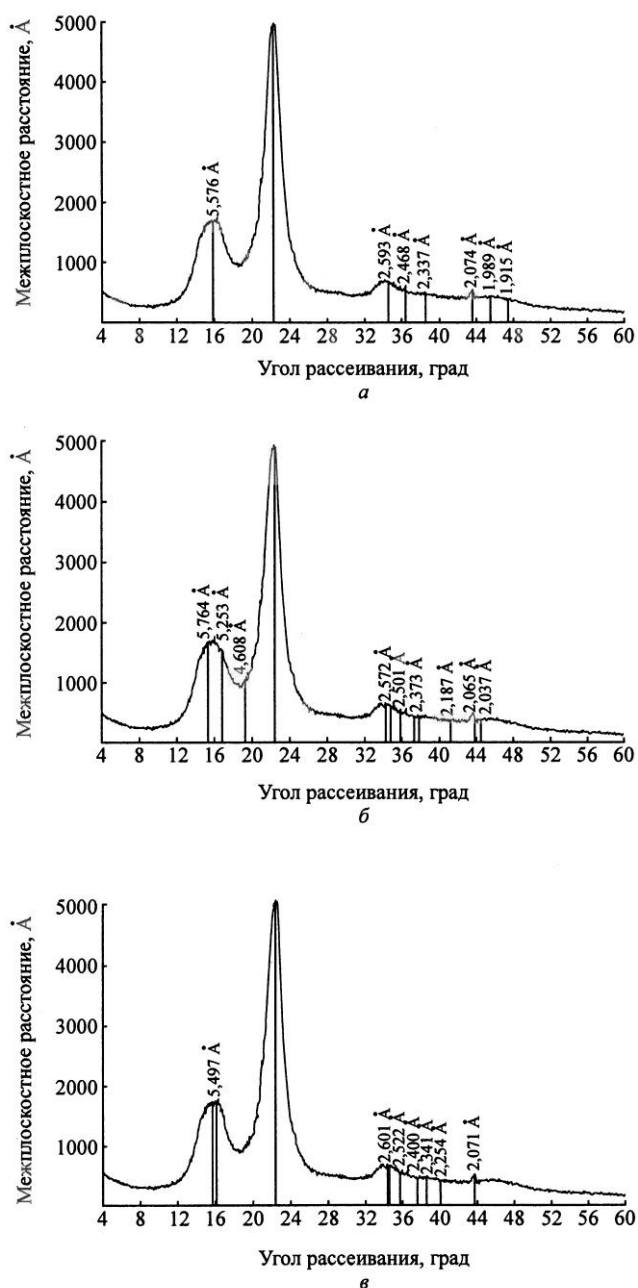 Межплоскостное расстояние, Å
5000
4000
3000
2000
1000
5,576 Å
2,593 Å
2,468 Å
2,337 Å
2,074 Å
1,989 Å
1,915 Å
4 8 12 16 20 24 28 32 36 40 44 48 52 56 60
Угол рассеивания, град
а
Межплоскостное расстояние, Å
5000
4000
3000
2000
1000
5,764 Å
5,253 Å
4,608 Å
2,572 Å
2,501 Å
2,373 Å
2,187 Å
2,065 Å
2,037 Å
4 8 12 16 20 24 28 32 36 40 44 48 52 56 60
Угол рассеивания, град
б
Межплоскостное расстояние, Å
5000
4000
3000
2000
1000
5,497 Å
2,601 Å
2,522 Å
2,400 Å
2,341 Å
2,254 Å
2,071 Å
4 8 12 16 20 24 28 32 36 40 44 48 52 56 60
Угол рассеивания, град
в